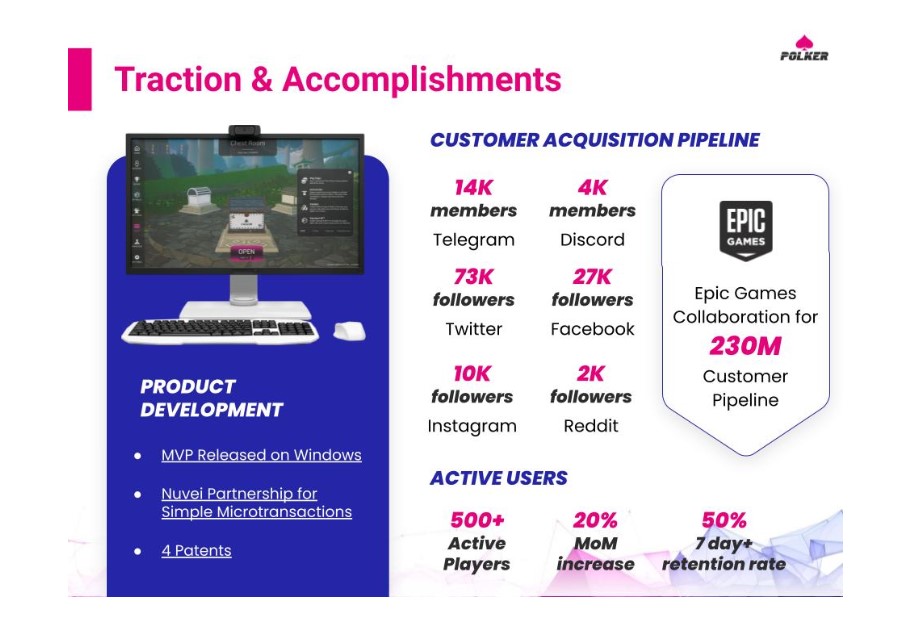 POLKER
Traction & Accomplishments
Chest Room
OPEN
PRODUCT
DEVELOPMENT
● MVP Released on Windows
● Nuvei Partnership for
Simple Microtransactions
● 4 Patents
CUSTOMER ACQUISITION PIPELINE
14K
members
Telegram
4K
members
Discord
73K
followers
Twitter
27K
followers
Facebook
10K
followers
Instagram
2K
followers
Reddit
EPIC
GAMES
Epic Games
Collaboration for
230M
Customer
Pipeline
ACTIVE USERS
500+
Active
Players
20%
MoM
increase
50%
7 day+
retention rate